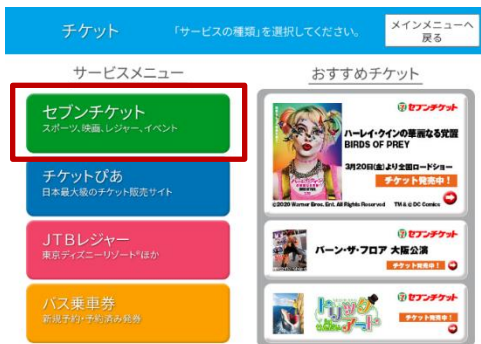 チケット
「サービスの種類」を選択してください。
メインメニューへ
戻る
サービスメニュー
おすすめチケット
セブンチケット
スポーツ、映画、レジャー、イベント
チケットぴあ
日本最大級のチケット販売サイト
JTBレジャー
東京ディズニーリゾート®ほか
バス乗車券
新規予約・予約済み発券
セブンチケット
ハーレイ・クインの華麗なる覚醒
BIRDS OF PREY
3月20日(金)より全国ロードショー
チケット発売中!
©2020 Warner Bros. Ent. All Rights Reserved TM & © DC Comics
セブンチケット
バーン・ザ・フロア 大阪公演
チケット発売中!
セブンチケット
チケット発売中!